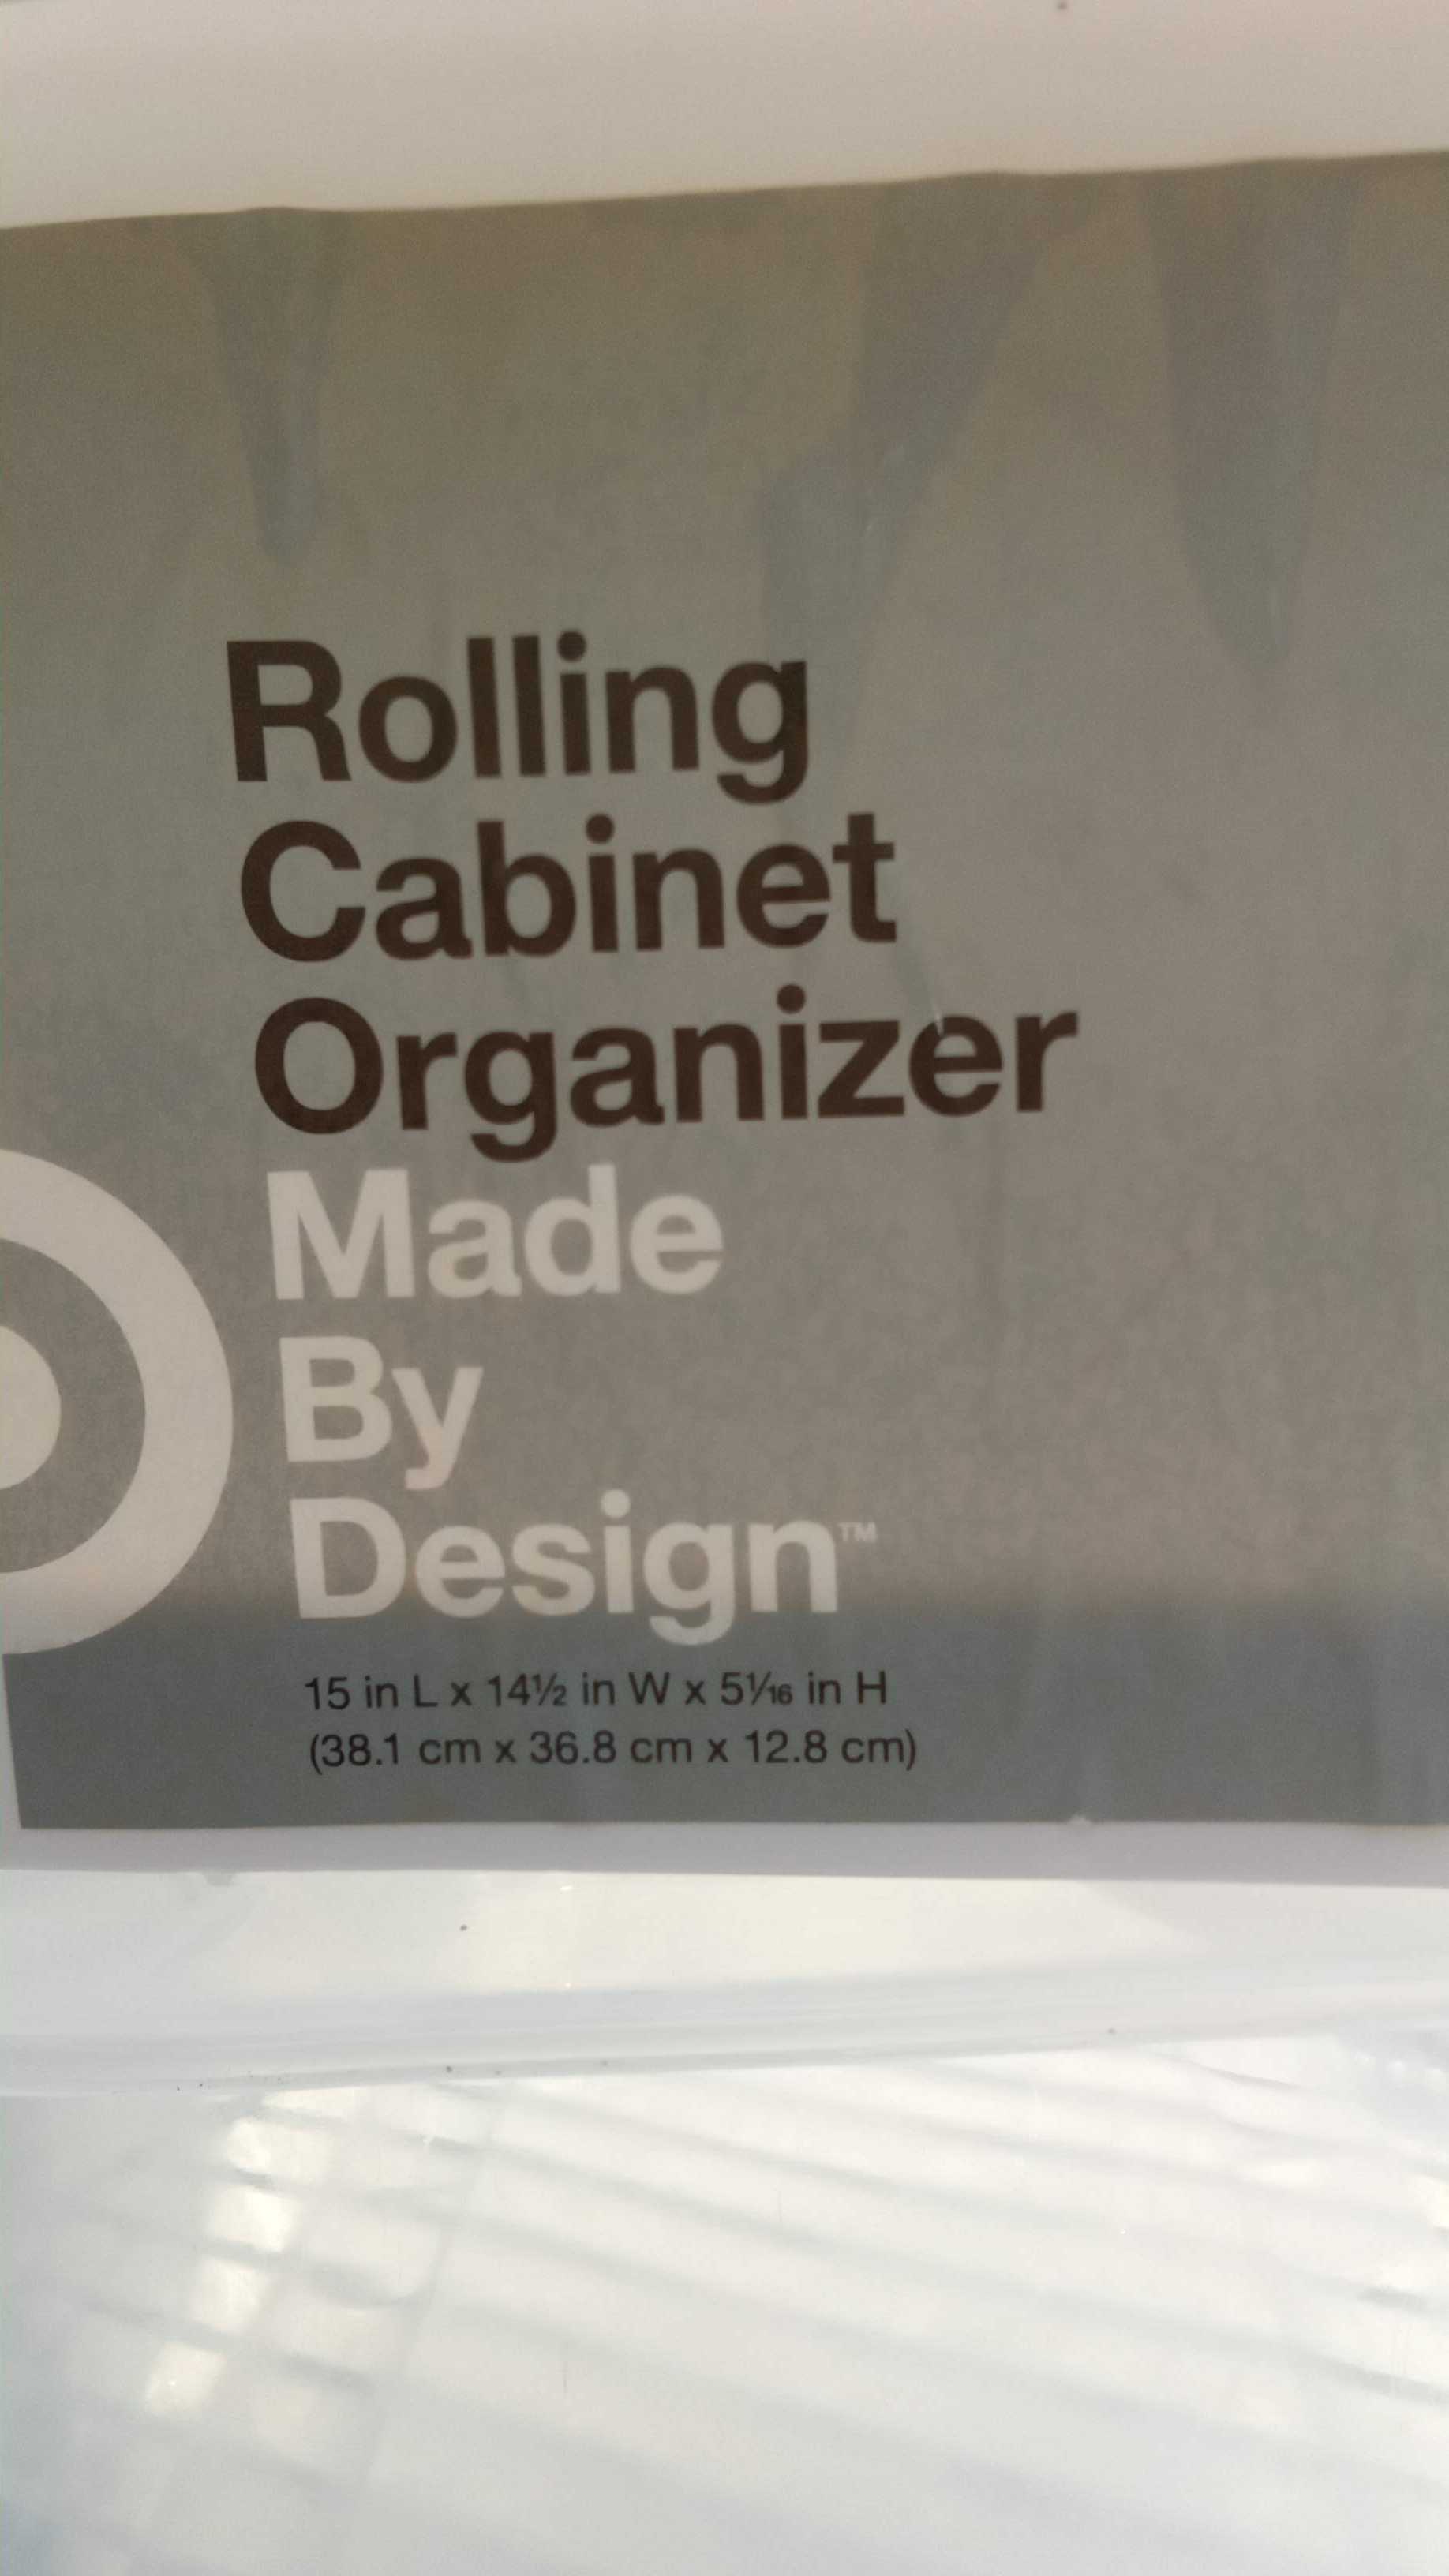 Rolling
Cabinet
Organizer
Made
By
Design™
15 in L x 14½ in W x 5¹⁄₁₆ in H
(38.1 cm x 36.8 cm x 12.8 cm)